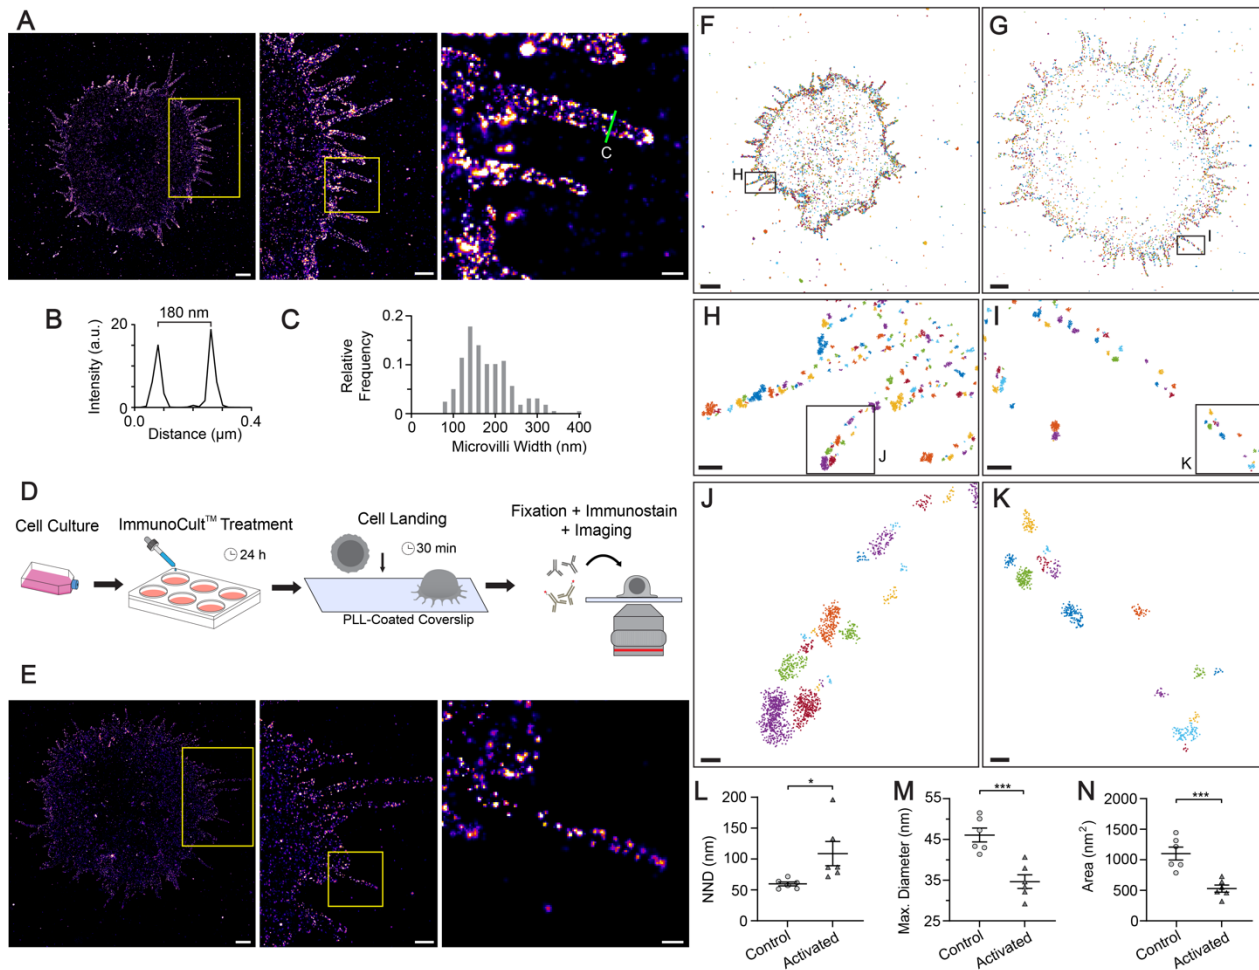 A
C
B
20
10
0
Intensity (a.u.)
180 nm
0.0
0.4
Distance (µm)
C
0.2
0.1
0
Relative
Frequency
0
100
200
300
400
Microvilli Width (nm)
D
Cell Culture
ImmunoCult™ Treatment
24 h
Cell Landing
30 min
PLL-Coated Coverslip
Fixation + Immunostain
+ Imaging
E
F
H
G
I
H
J
I
K
J
K
L
200
150
100
50
0
NND (nm)
*
Control
Activated
M
55
45
35
25
Max. Diameter (nm)
***
Control
Activated
N
2000
1500
1000
500
0
Area (nm²)
***
Control
Activated